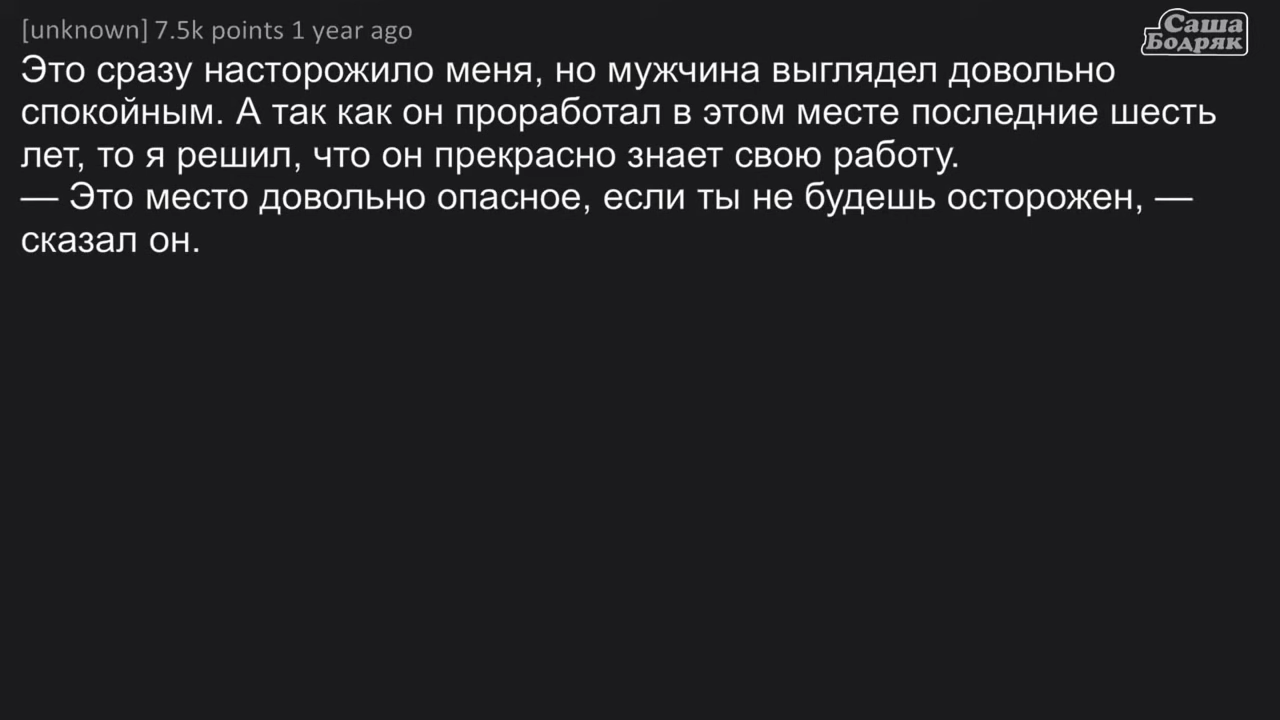 [unknown] 7.5k points 1 year ago
Саша
Бодряк
Это сразу насторожило меня, но мужчина выглядел довольно
спокойным. А так как он проработал в этом месте последние шесть
лет, то я решил, что он прекрасно знает свою работу.
— Это место довольно опасное, если ты не будешь осторожен, —
сказал он.